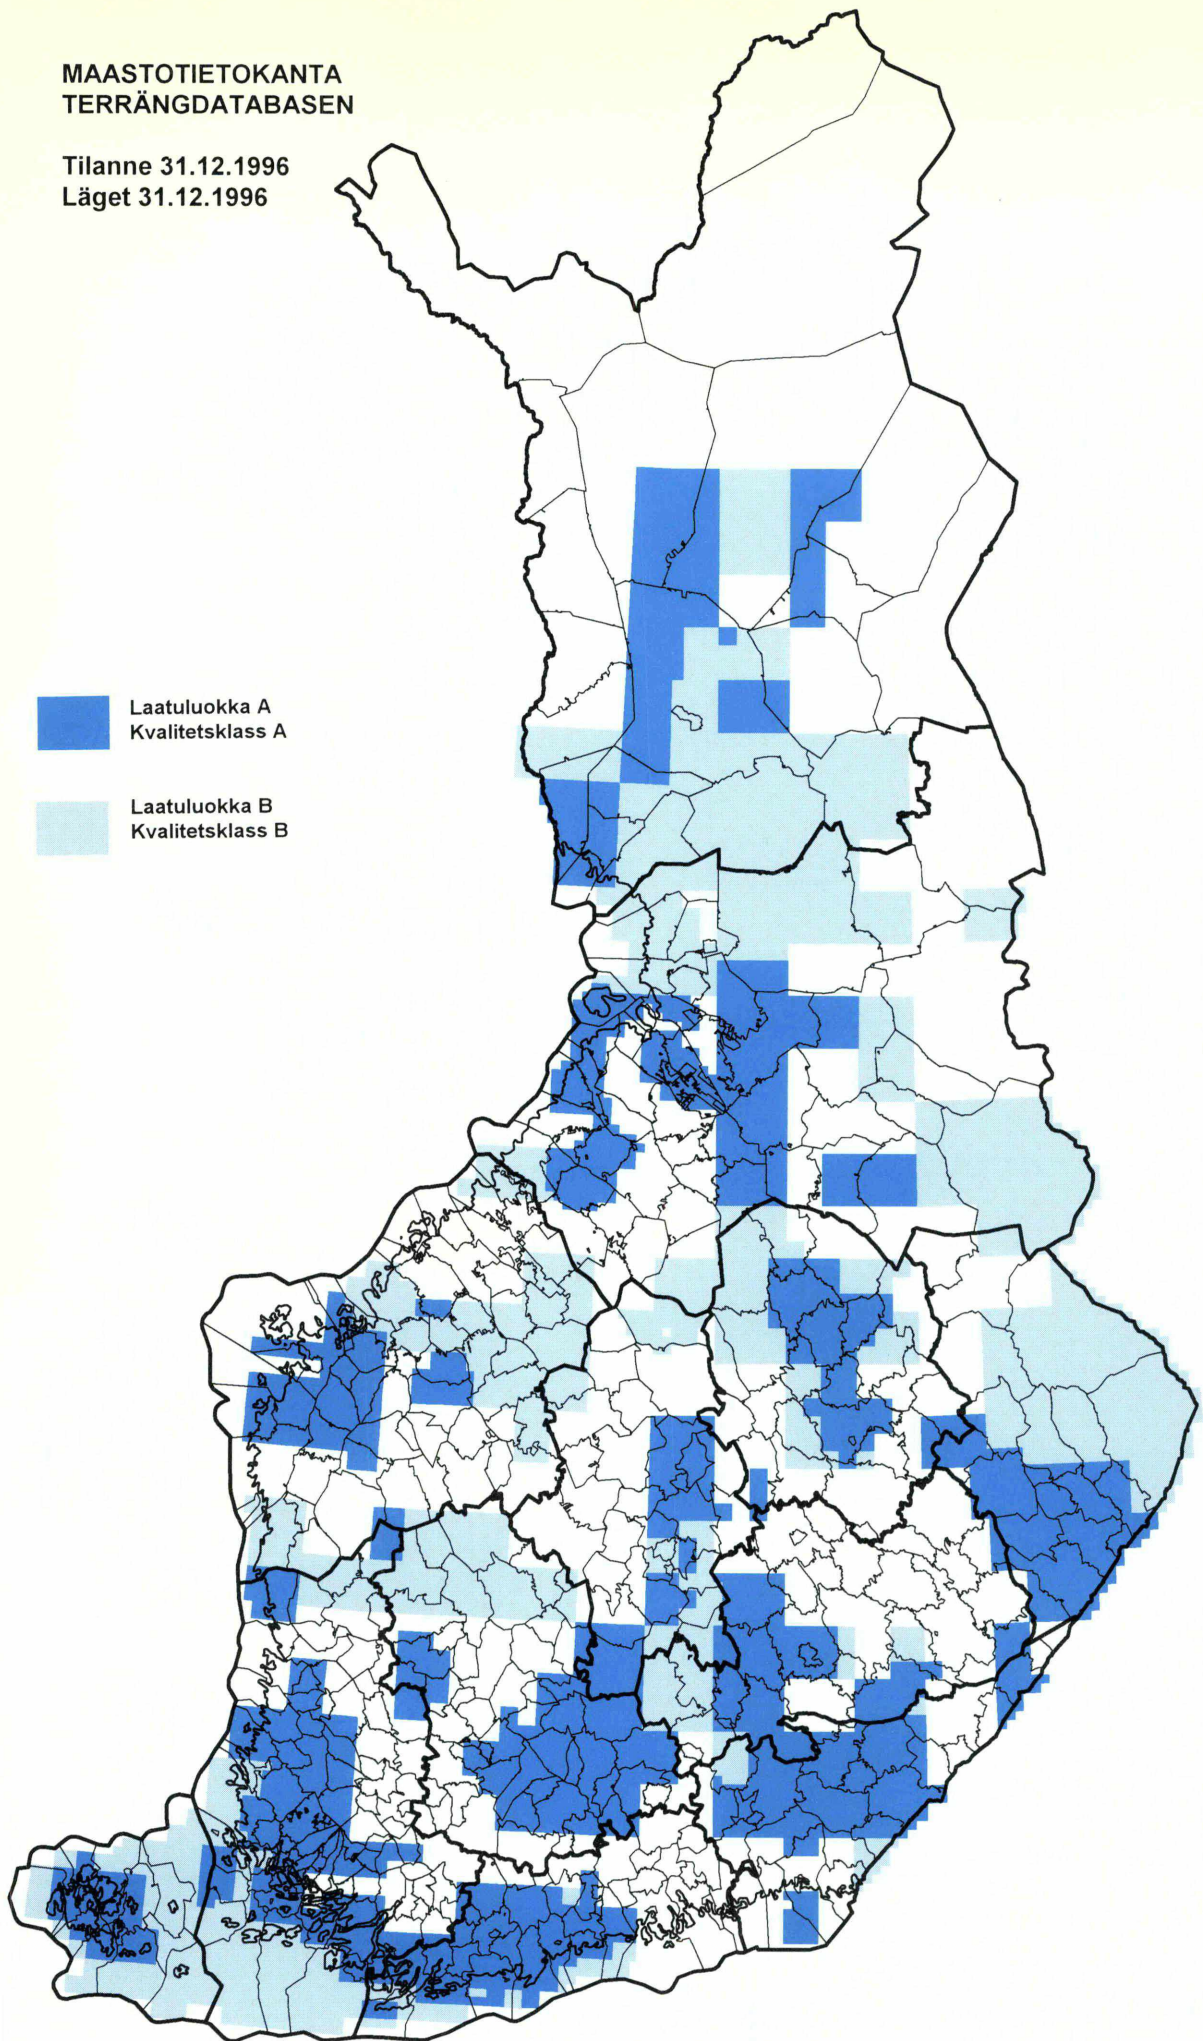 MAASTOTIETOKANTA
TERRÄNGDATABASEN
Tilanne 31.12.1996
Läget 31.12.1996
Laatuluokka A
Kvalitetsklass A
Laatuluokka B
Kvalitetsklass B